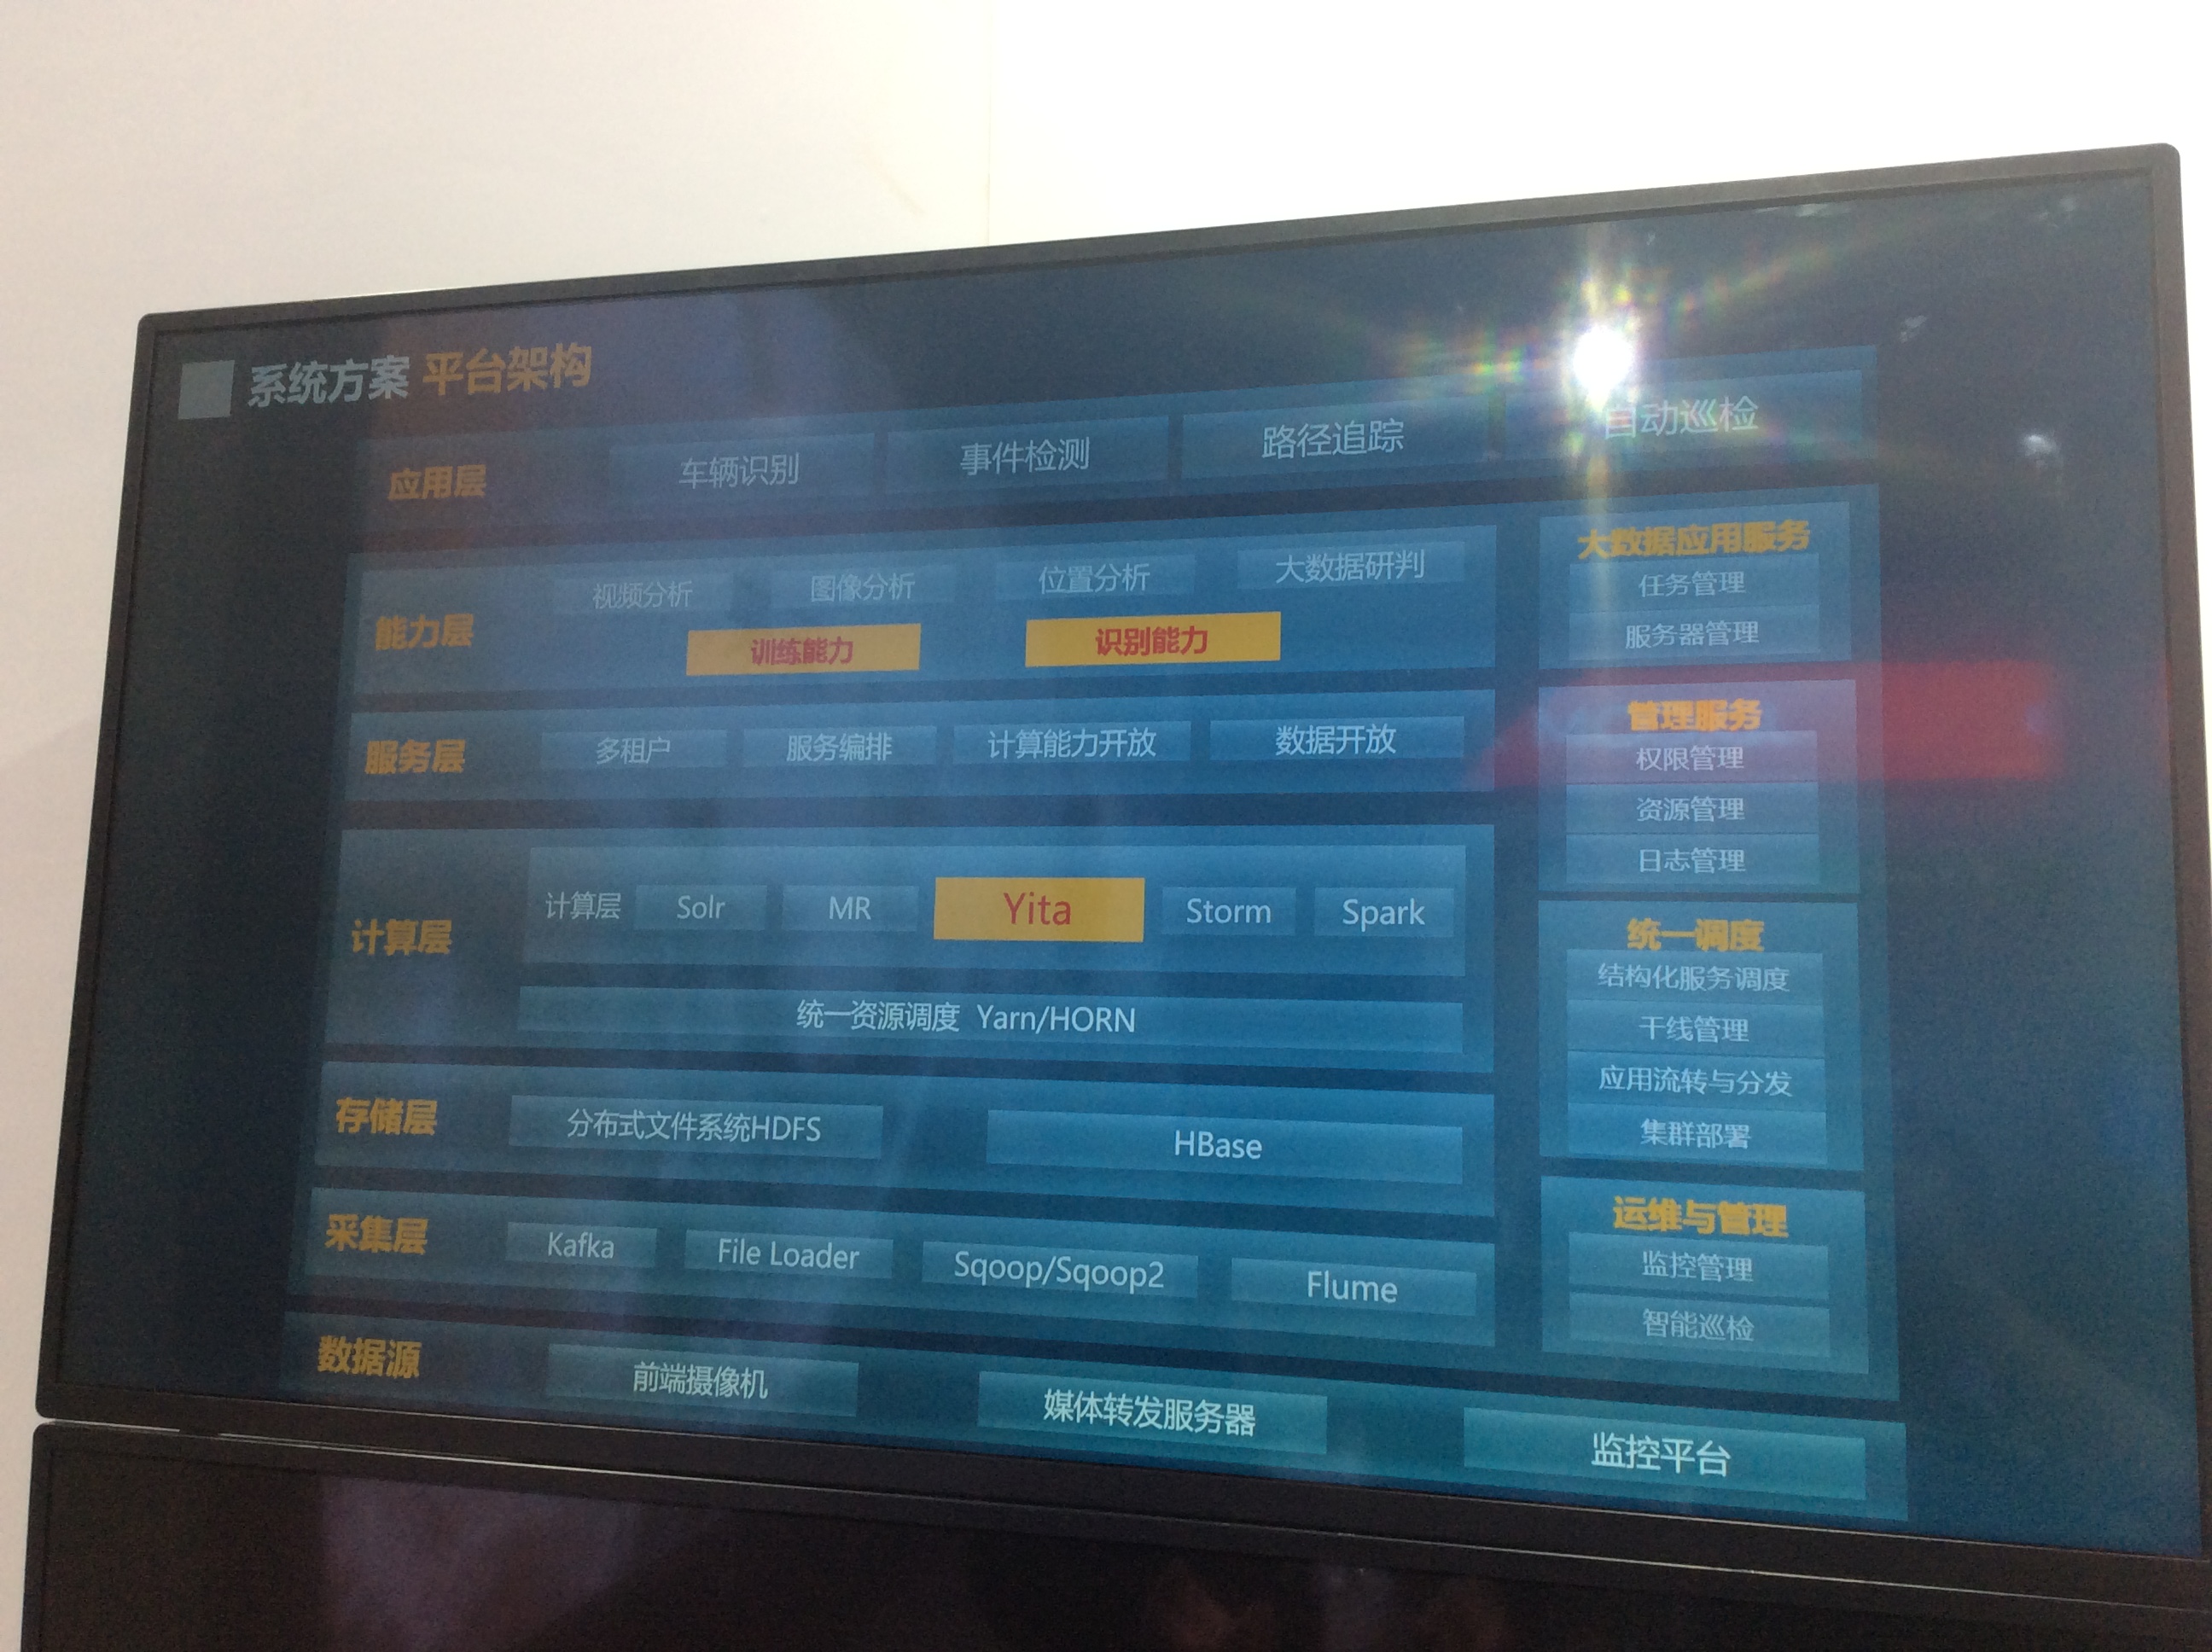 系统方案 平台架构
应用层 车辆识别 事件检测 路径追踪 自动巡检
能力层 视频分析 图像分析 位置分析 大数据研判
训练能力 识别能力
服务层 多租户 服务编排 计算能力开放 数据开放
计算层 计算层 Solr MR Yita Storm Spark
统一资源调度 Yarn/HORN
存储层 分布式文件系统HDFS HBase
采集层 Kafka File Loader Sqoop/Sqoop2 Flume
数据源 前端摄像机 媒体转发服务器 监控平台
大数据应用服务
任务管理
服务器管理
管理服务
权限管理
资源管理
日志管理
统一调度
结构化服务调度
干线管理
应用流转与分发
集群部署
运维与管理
监控管理
智能巡检